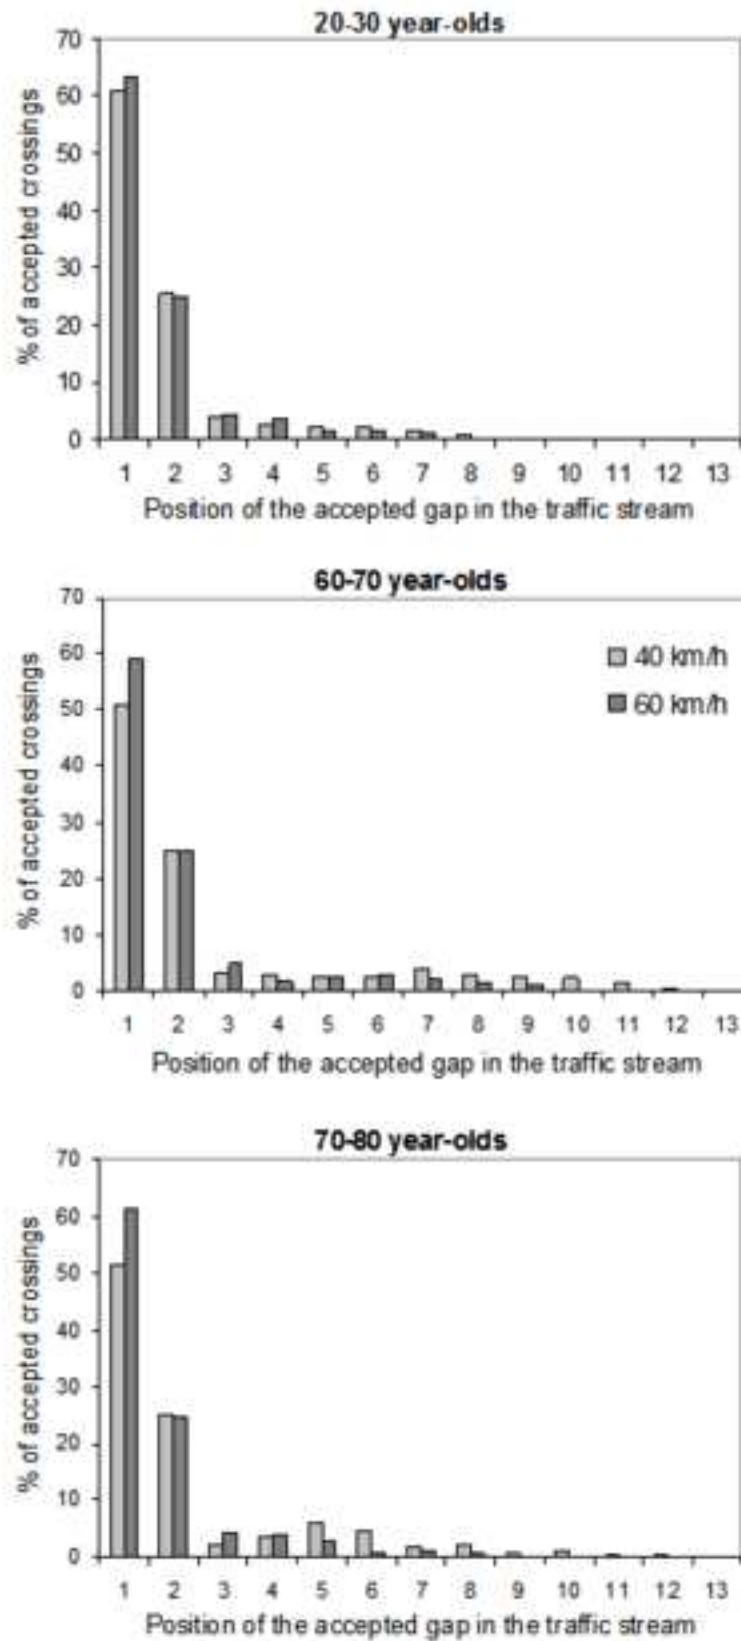 20-30 year-olds
% of accepted crossings
70
60
50
40
30
20
10
0
1 2 3 4 5 6 7 8 9 10 11 12 13
Position of the accepted gap in the traffic stream
60-70 year-olds
% of accepted crossings
70
60
50
40
30
20
10
0
40 km/h
60 km/h
1 2 3 4 5 6 7 8 9 10 11 12 13
Position of the accepted gap in the traffic stream
70-80 year-olds
% of accepted crossings
70
60
50
40
30
20
10
0
1 2 3 4 5 6 7 8 9 10 11 12 13
Position of the accepted gap in the traffic stream